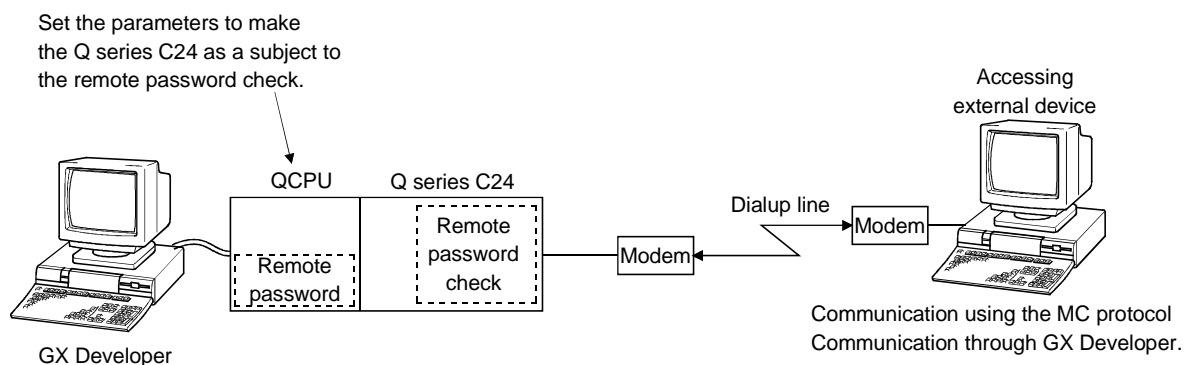 Set the parameters to make
the Q series C24 as a subject to
the remote password check.
Accessing
external device
QCPU
Q series C24
Remote
password
Remote
password
check
Modem
Dialup line
Modem
GX Developer
Communication using the MC protocol
Communication through GX Developer.